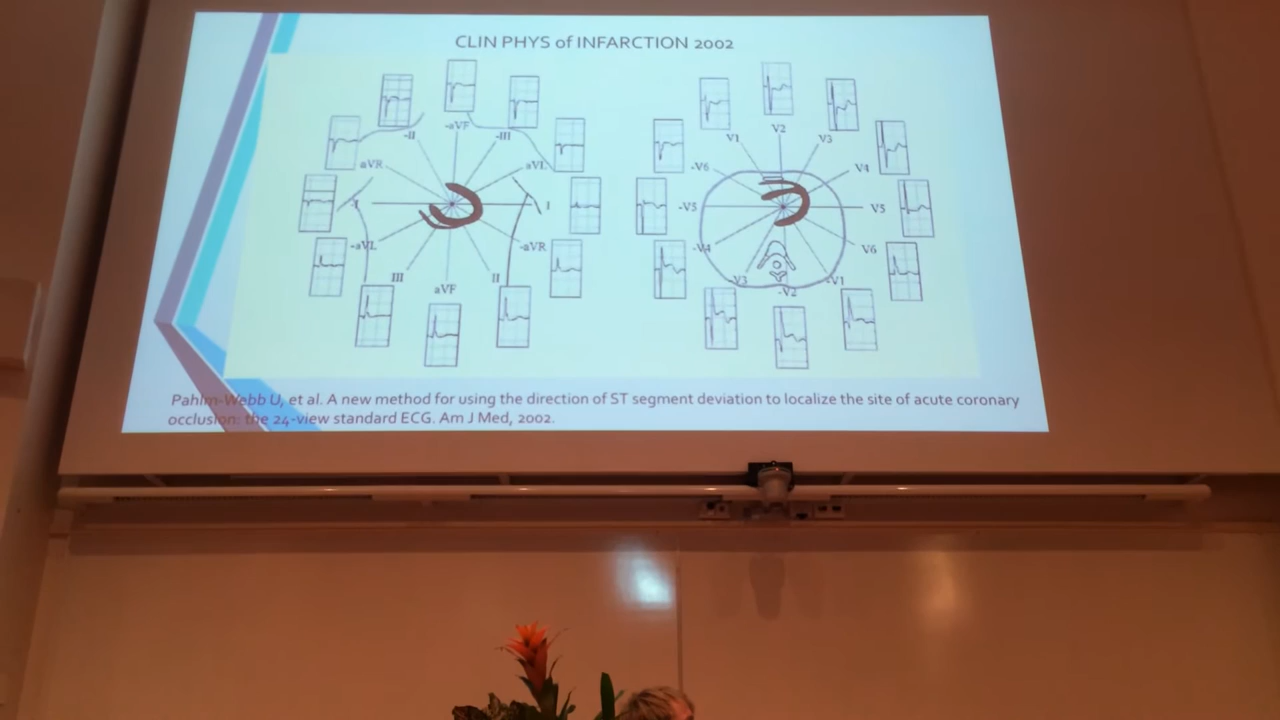 CLIN PHYS of INFARCTION 2002
-aVF
-II
-III
aVR
aVL
-I
I
-aVL
-aVR
III
II
aVF
V2
V1
V3
-V6
V4
-V5
V5
-V4
V6
-V3
-V1
-V2
Pahlm-Webb U, et al. A new method for using the direction of ST segment deviation to localize the site of acute coronary
occlusion: the 24-view standard ECG. Am J Med, 2002.